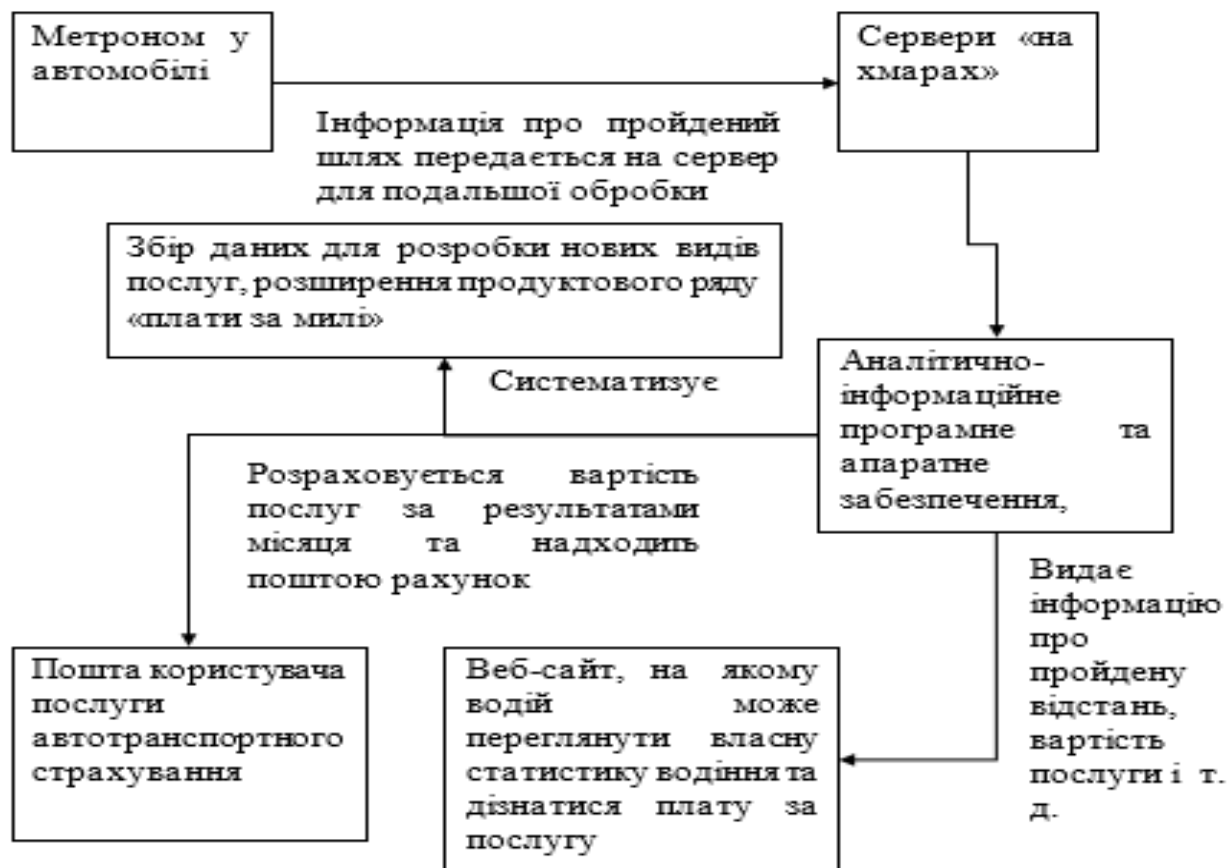 Метроном у
автомобілі
Сервери «на
хмарах»
Інформація про пройдений
шлях передається на сервер
для подальшої обробки
Збір даних для розробки нових видів
послуг, розширення продуктового ряду
«плати за милі»
Систематизує
Аналітично-
інформаційне
програмне та
апаратне
забезпечення,
Розраховується вартість
послуг за результатами
місяця та надходить
поштою рахунок
Видає
інформацію
про
пройдену
відстань,
вартість
послуги і т.
д.
Пошта користувача
послуги
автотранспортного
страхування
Веб-сайт, на якому
водій може
переглянути власну
статистику водіння та
дізнатися плату за
послугу